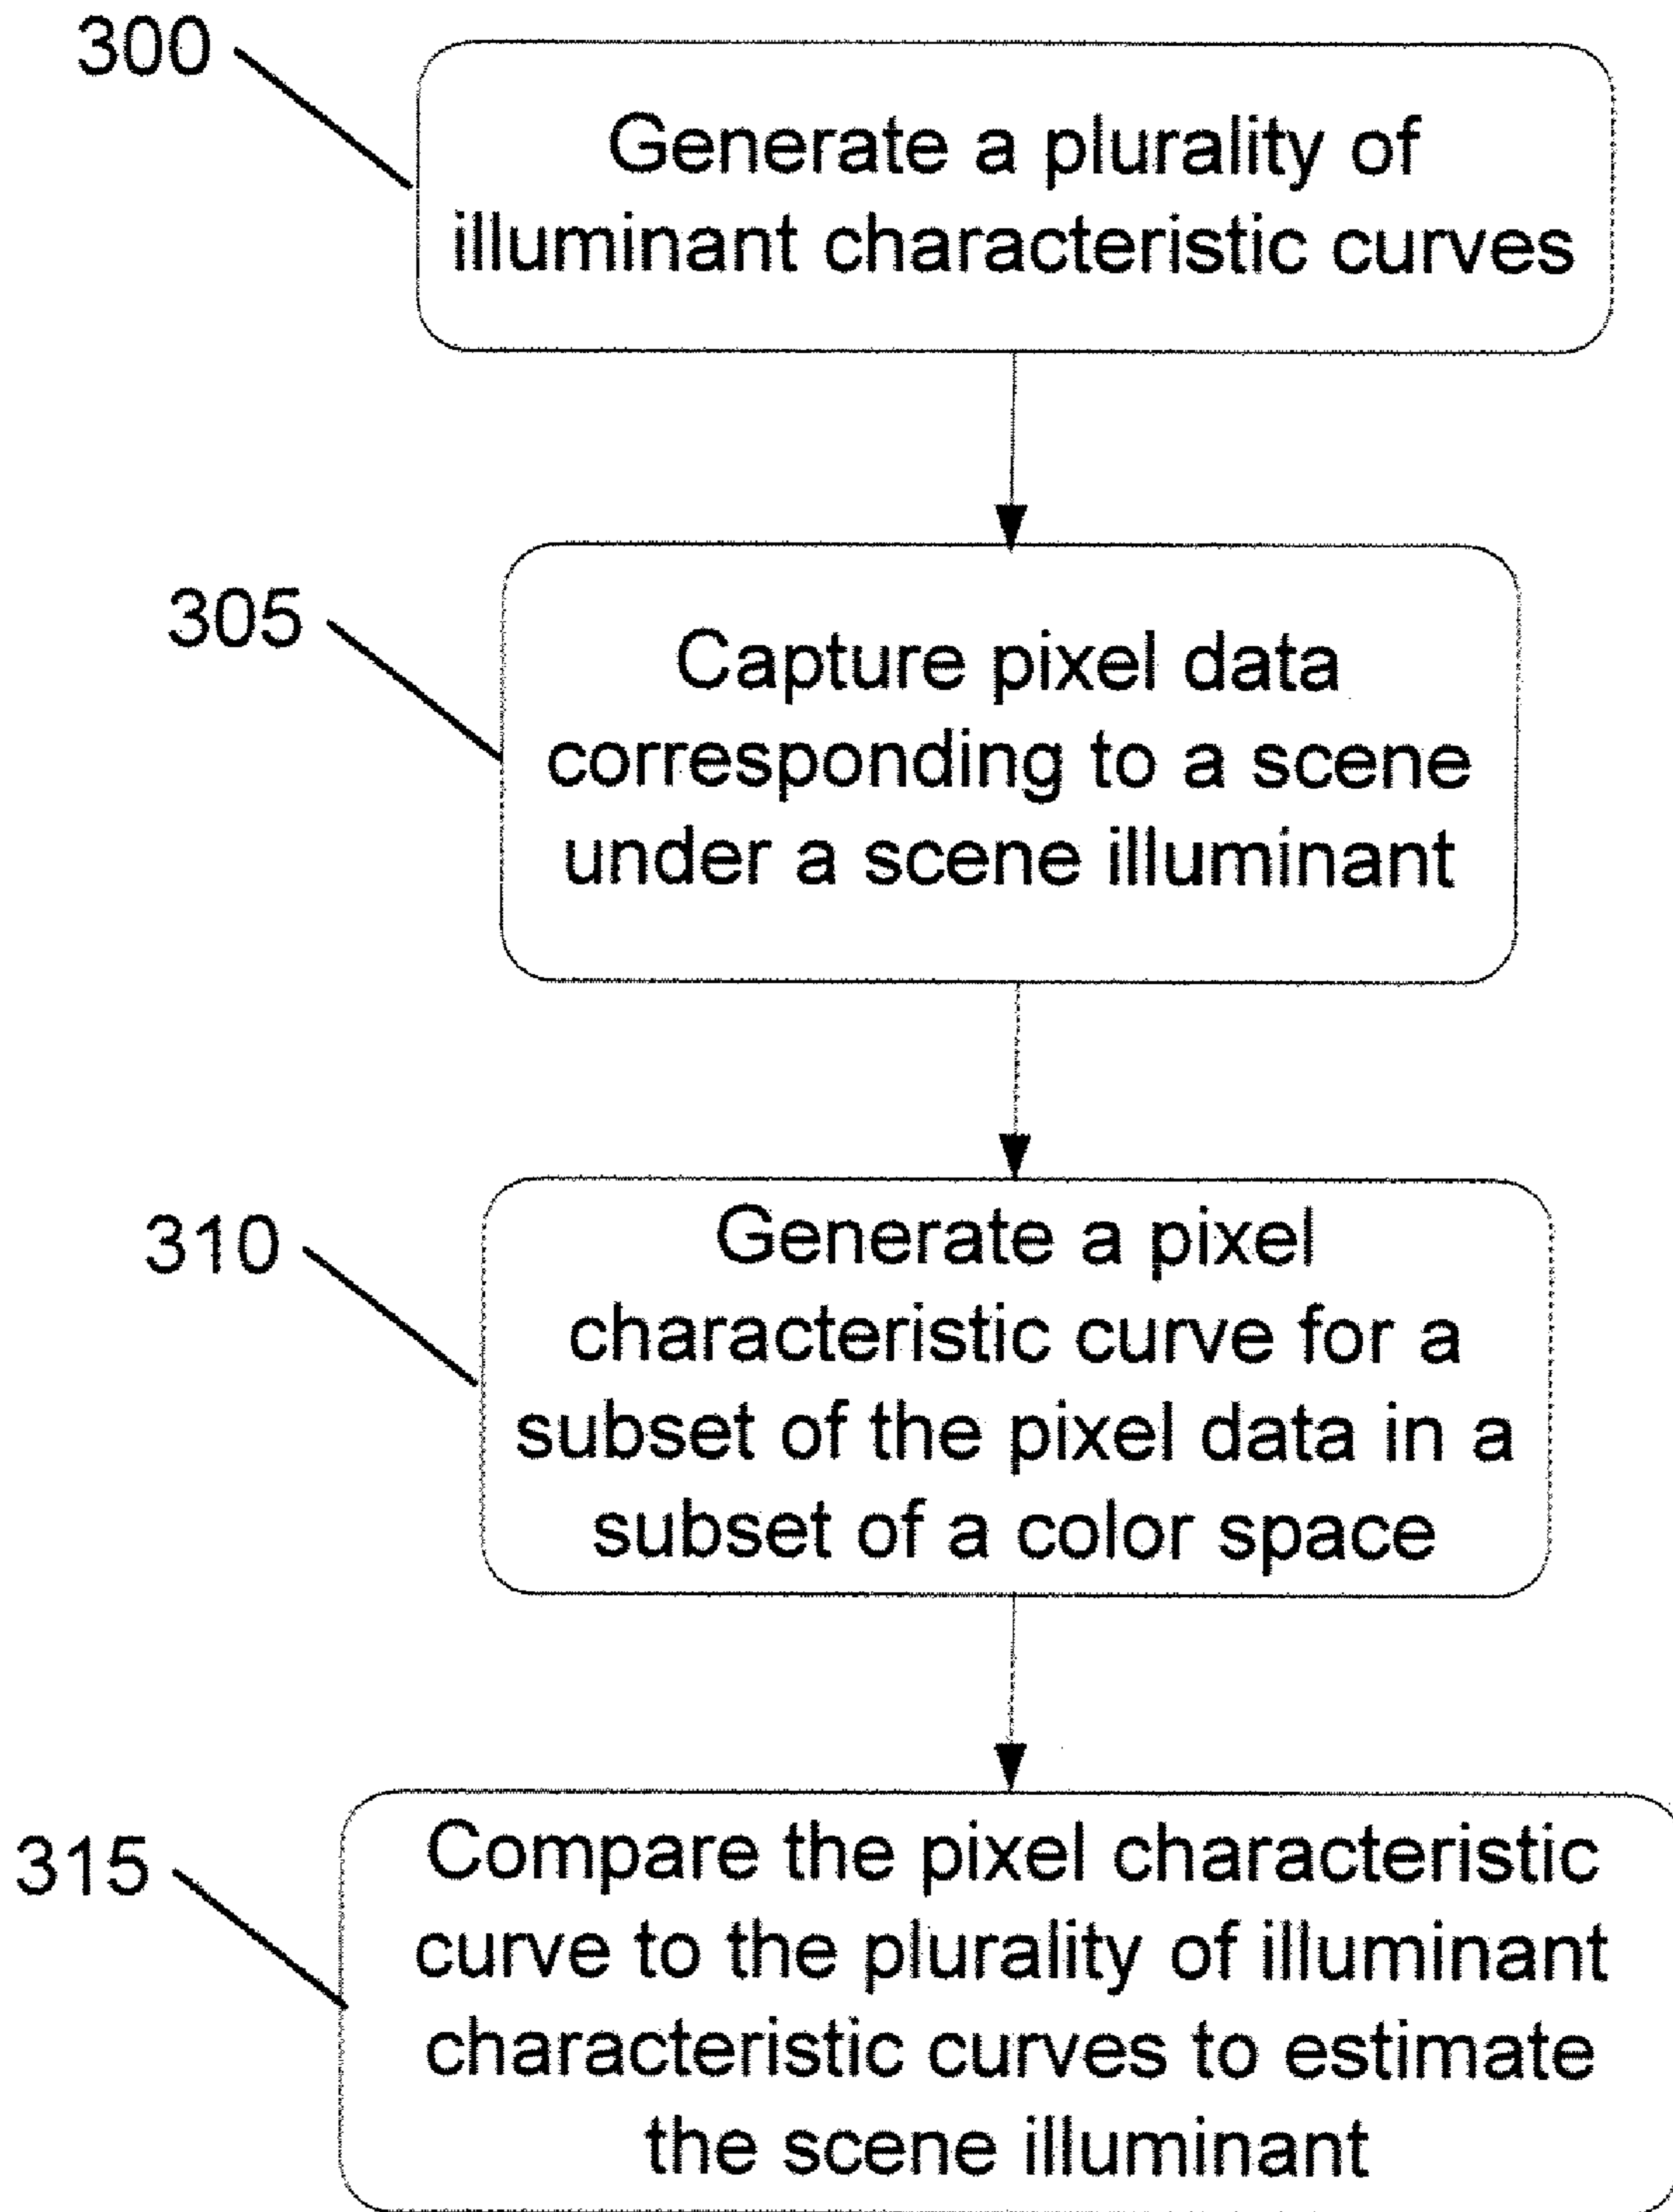 300
Generate a plurality of
illuminant characteristic curves
305
Capture pixel data
corresponding to a scene
under a scene illuminant
310
Generate a pixel
characteristic curve for a
subset of the pixel data in a
subset of a color space
315
Compare the pixel characteristic
curve to the plurality of illuminant
characteristic curves to estimate
the scene illuminant